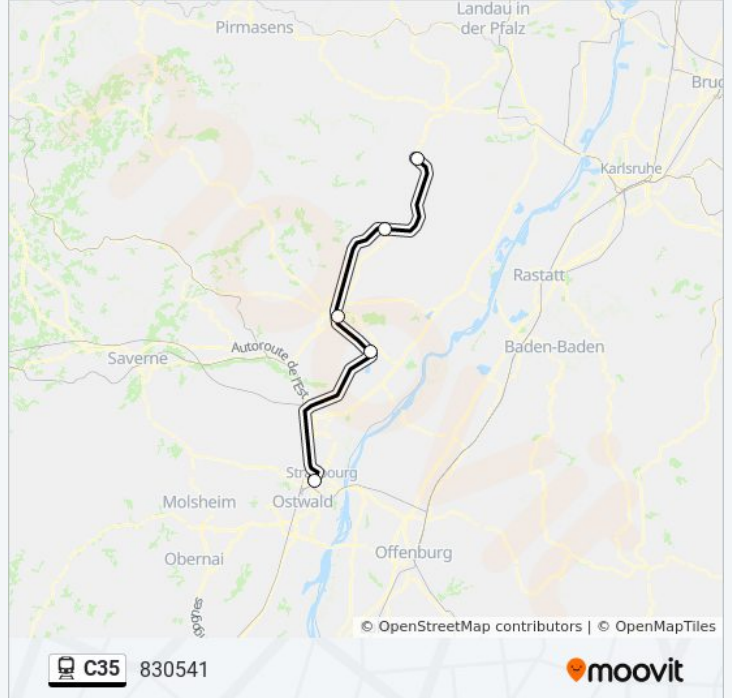 Landau in
der Pfalz
Pirmasens
Bruc
Karlsruhe
Rastatt
Baden-Baden
Saverne
Autoroute de l'Est
Strasbourg
Ostwald
Molsheim
Obernai
Offenburg
© OpenStreetMap contributors | © OpenMapTiles
C35 830541
moovit